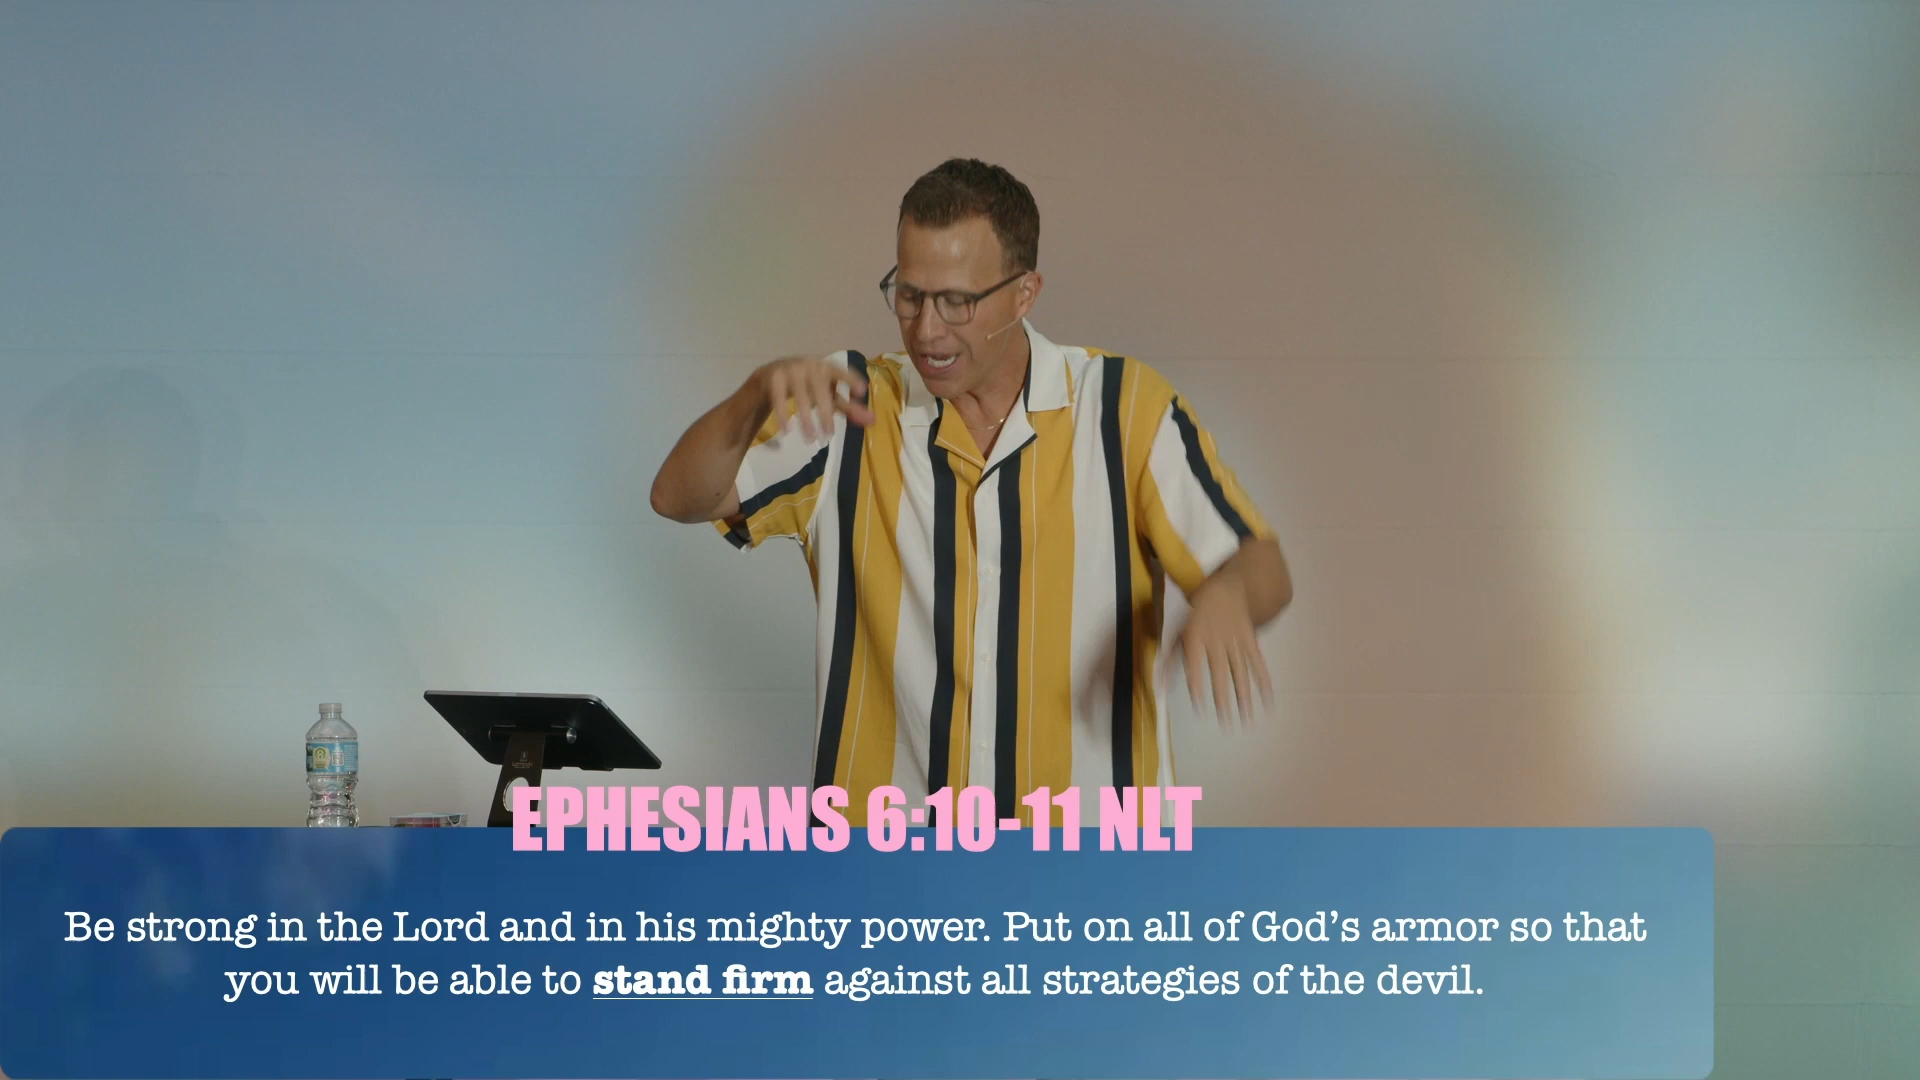 EPHESIANS 6:10-11 NLT
Be strong in the Lord and in his mighty power. Put on all of God’s armor so that
you will be able to stand firm against all strategies of the devil.